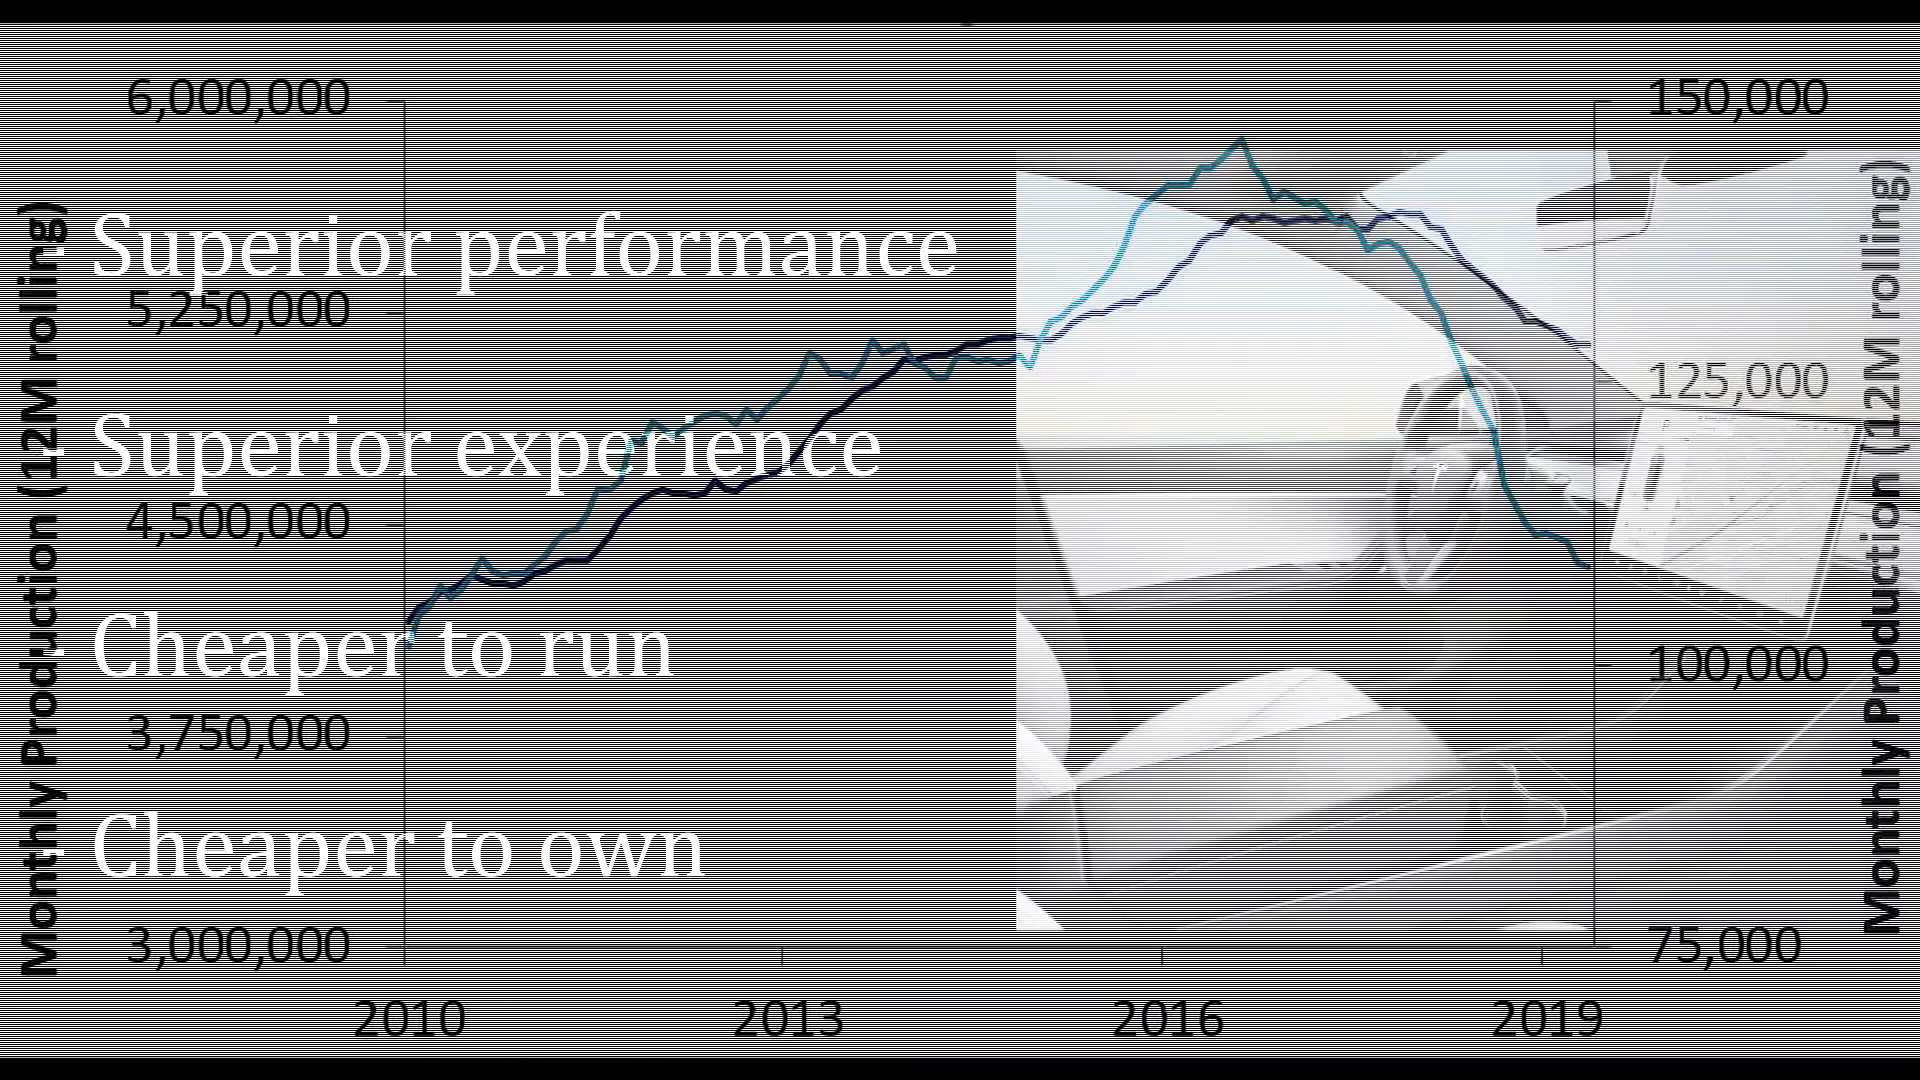 6,000,000
150,000
- Superior performance
5,250,000
125,000
- Superior experience
4,500,000
- Cheaper to run
100,000
3,750,000
- Cheaper to own
3,000,000
75,000
2010 2013 2016 2019
Monthly Production (12M rolling)
Monthly Production (12M rolling)